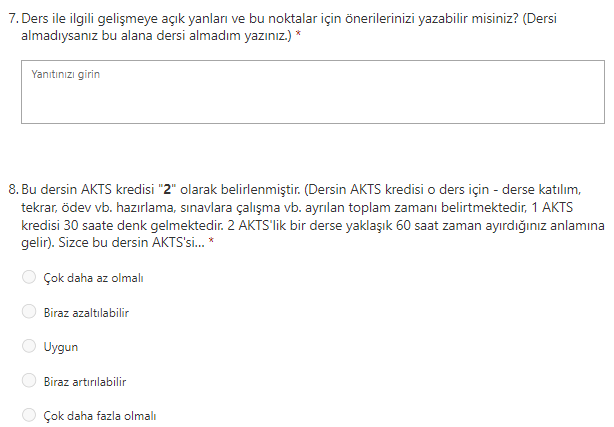 7. Ders ile ilgili gelişmeye açık yanları ve bu noktalar için önerilerinizi yazabilir misiniz? (Dersi
almadıysanız bu alana dersi almadım yazınız.) *
Yanıtınızı girin
8. Bu dersin AKTS kredisi "2" olarak belirlenmiştir. (Dersin AKTS kredisi o ders için - derse katılım,
tekrar, ödev vb. hazırlama, sınavlara çalışma vb. ayrılan toplam zamanı belirtmektedir, 1 AKTS
kredisi 30 saate denk gelmektedir. 2 AKTS'lik bir derse yaklaşık 60 saat zaman ayırdığınız anlamına
gelir). Sizce bu dersin AKTS'si... *
Çok daha az olmalı
Biraz azaltılabilir
Uygun
Biraz artırılabilir
Çok daha fazla olmalı